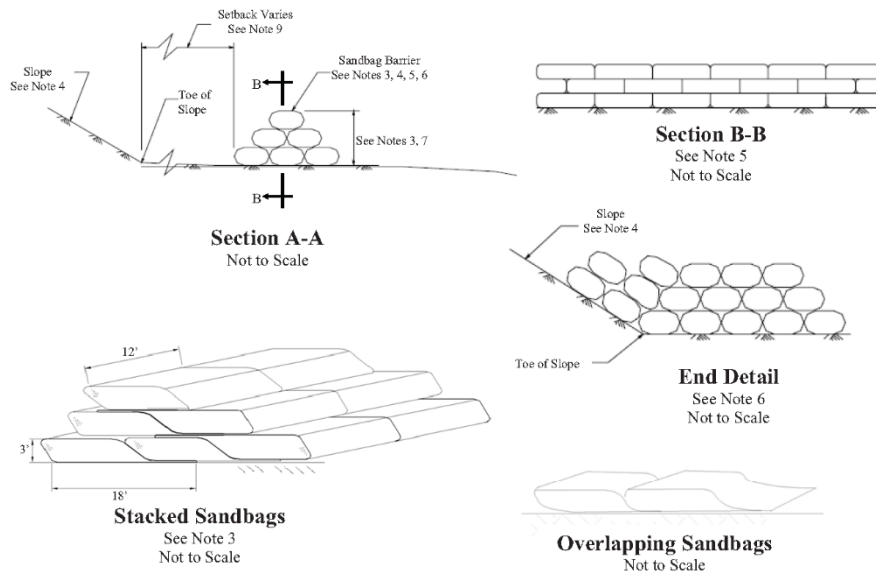 Setback Varies
See Note 9
Slope
See Note 4
Toe of
Slope
Sandbag Barrier
See Notes 3, 4, 5, 6
B
See Notes 3, 7
B
Section A-A
Not to Scale
Section B-B
See Note 5
Not to Scale
Slope
See Note 4
Toe of Slope
End Detail
See Note 6
Not to Scale
12'
3'
18'
Stacked Sandbags
See Note 3
Not to Scale
Overlapping Sandbags
Not to Scale